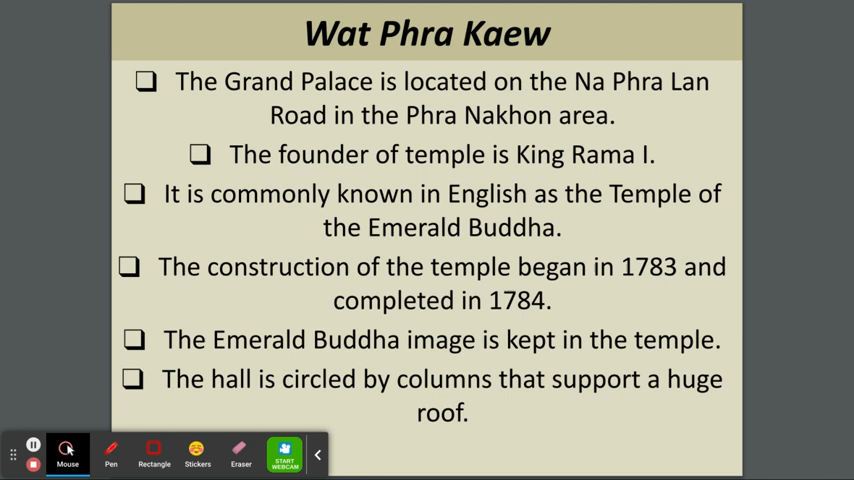 Wat Phra Kaew
❑ The Grand Palace is located on the Na Phra Lan
Road in the Phra Nakhon area.
❑ The founder of temple is King Rama I.
❑ It is commonly known in English as the Temple of
the Emerald Buddha.
❑ The construction of the temple began in 1783 and
completed in 1784.
❑ The Emerald Buddha image is kept in the temple.
❑ The hall is circled by columns that support a huge
roof.
Mouse
Pen
Rectangle
Stickers
Eraser
START
WEBCAM